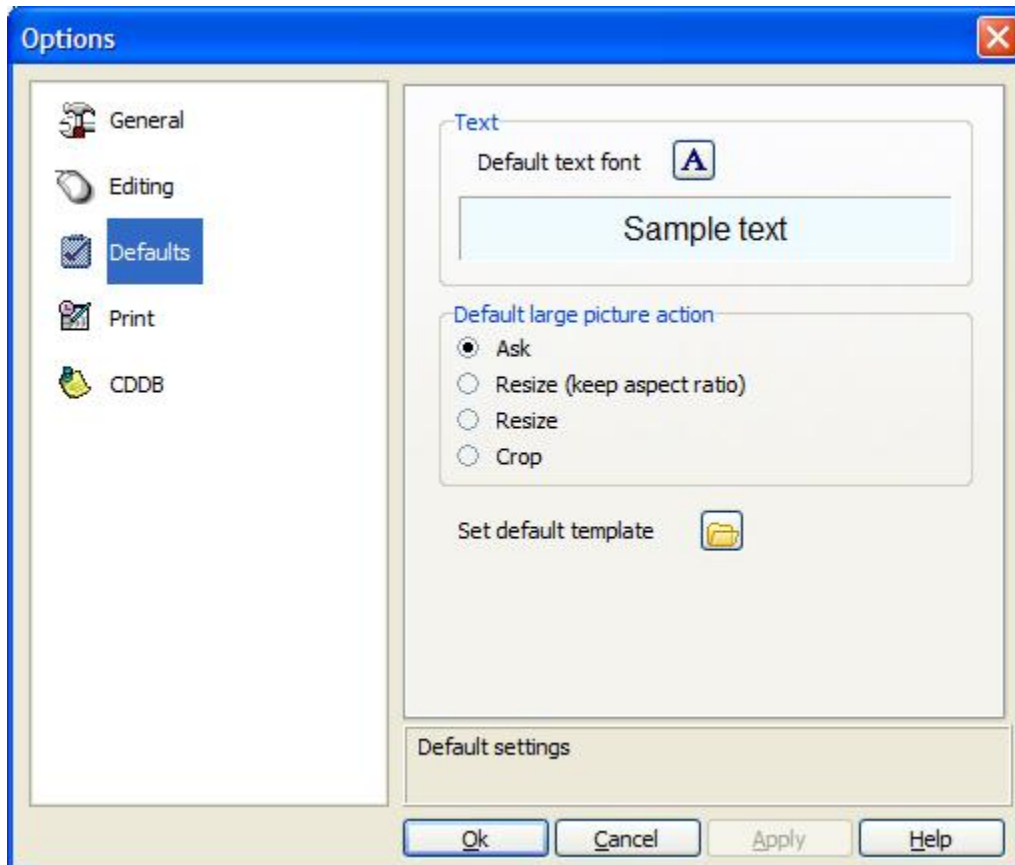 Options
General
Editing
Defaults
Print
CDDB
Text
Default text font A
Sample text
Default large picture action
Ask
Resize (keep aspect ratio)
Resize
Crop
Set default template
Default settings
Ok Cancel Apply Help